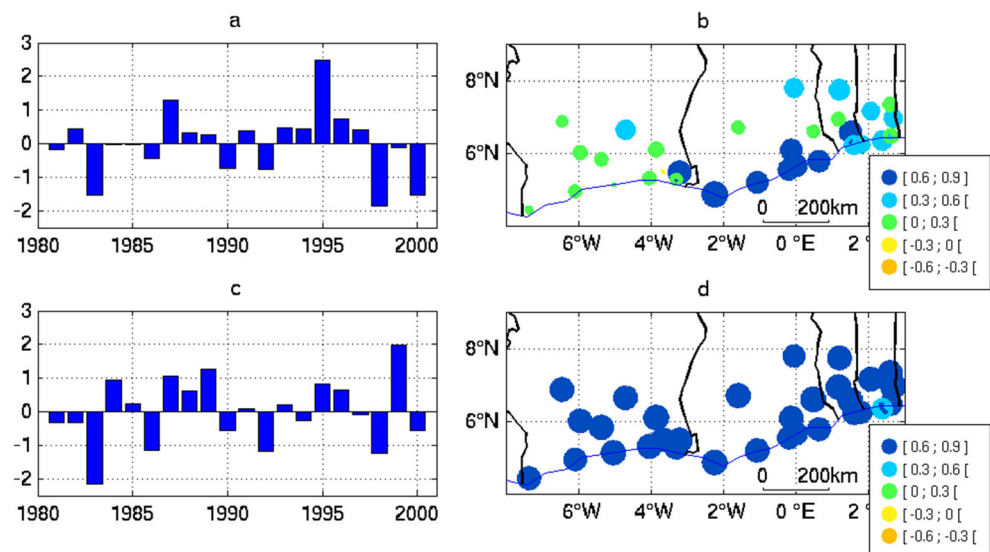 a
3
2
1
0
-1
-2
1980 1985 1990 1995 2000
b
8°N
6°N
6°W 4°W 2°W 0 °E 2°
0 200km
[ 0.6 ; 0.9 ]
[ 0.3 ; 0.6 [
[ 0 ; 0.3 [
[ -0.3 ; 0 [
[ -0.6 ; -0.3 [
c
3
2
1
0
-1
-2
1980 1985 1990 1995 2000
d
8°N
6°N
6°W 4°W 2°W 0 °E 2°
0 200km
[ 0.6 ; 0.9 ]
[ 0.3 ; 0.6 [
[ 0 ; 0.3 [
[ -0.3 ; 0 [
[ -0.6 ; -0.3 [